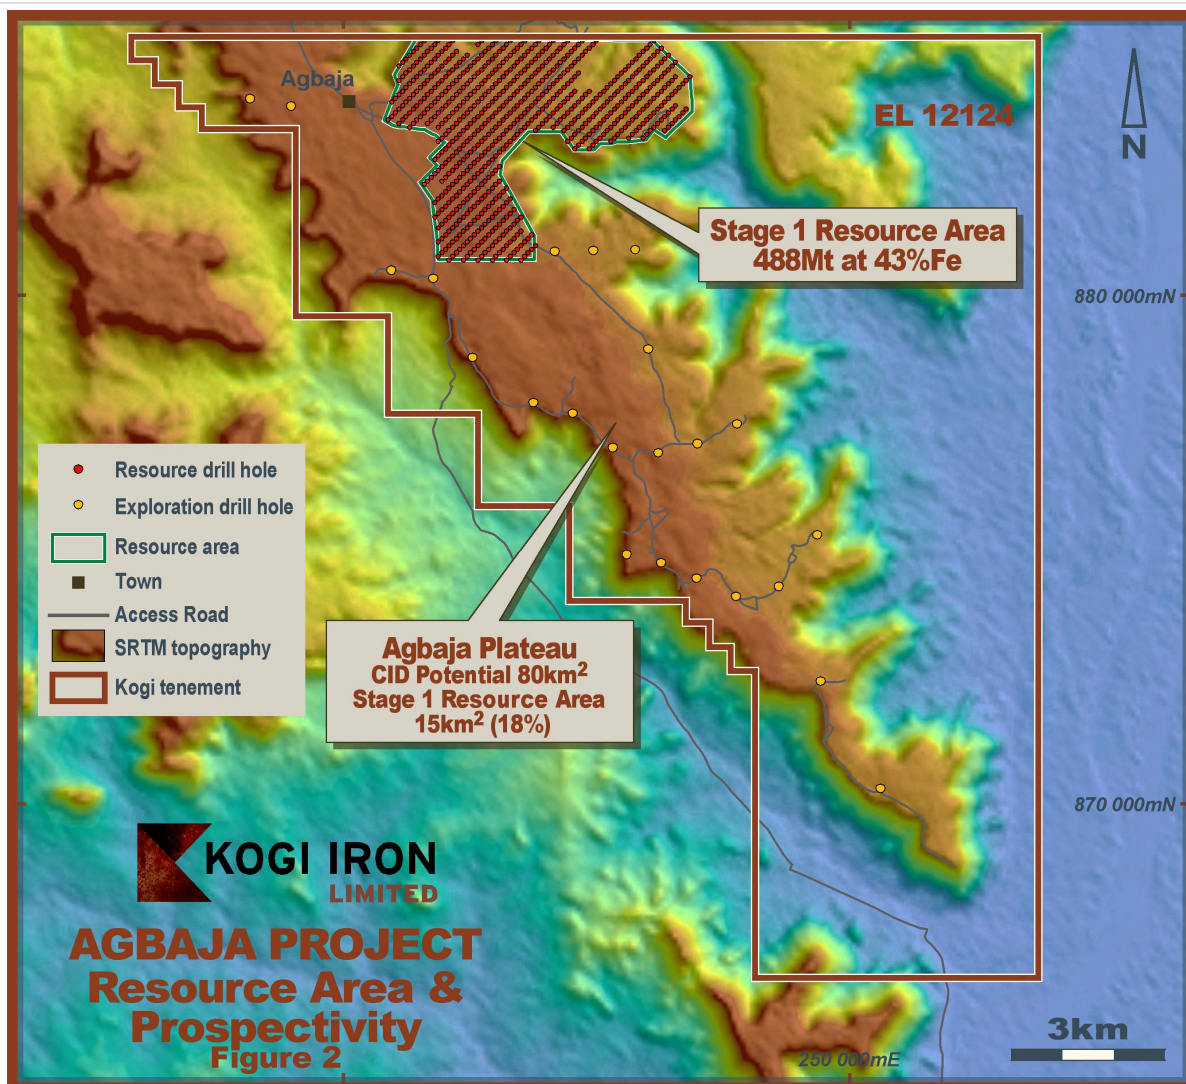 Agbaja
EL 12124
N
Stage 1 Resource Area
488Mt at 43%Fe
880 000mN
Resource drill hole
Exploration drill hole
Resource area
Town
Access Road
SRTM topography
Kogi tenement
Agbaja Plateau
CID Potential 80km²
Stage 1 Resource Area
15km² (18%)
870 000mN
KOGI IRON
LIMITED
AGBAJA PROJECT
Resource Area &
Prospectivity
Figure 2
3km
250 000mE